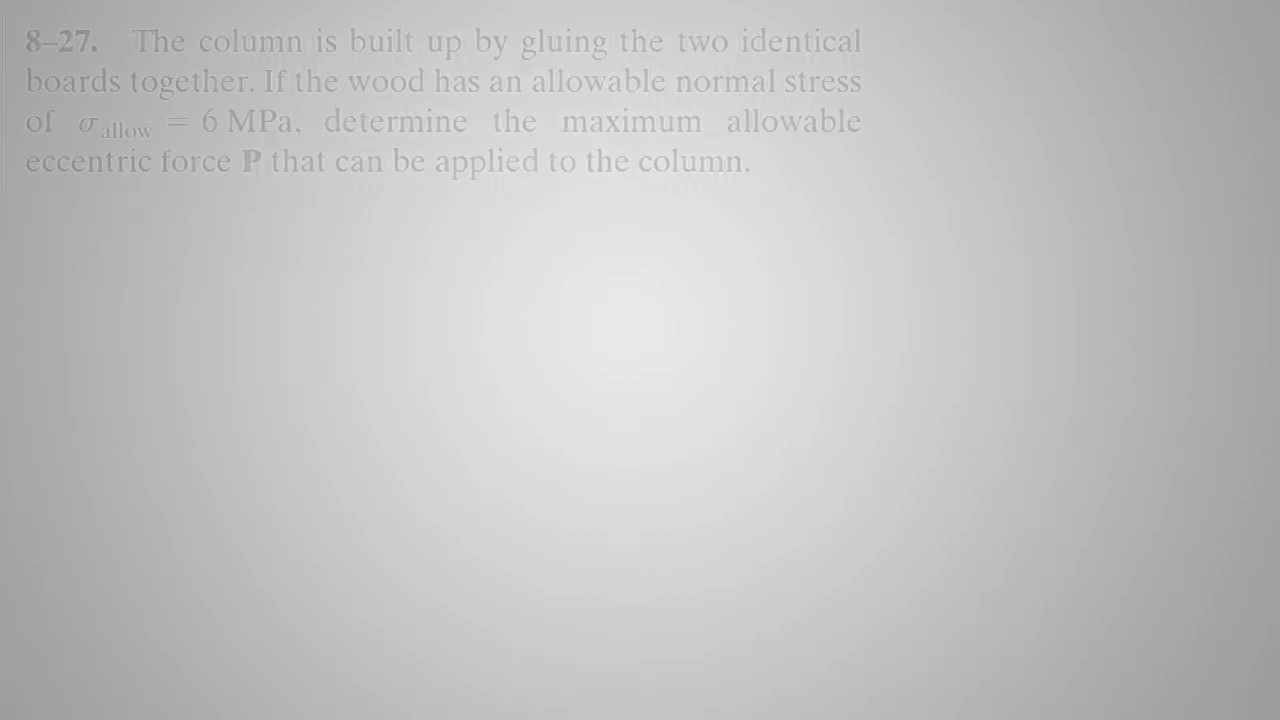 8–27. The column is built up by gluing the two identical
boards together. If the wood has an allowable normal stress
of σallow = 6 MPa, determine the maximum allowable
eccentric force P that can be applied to the column.